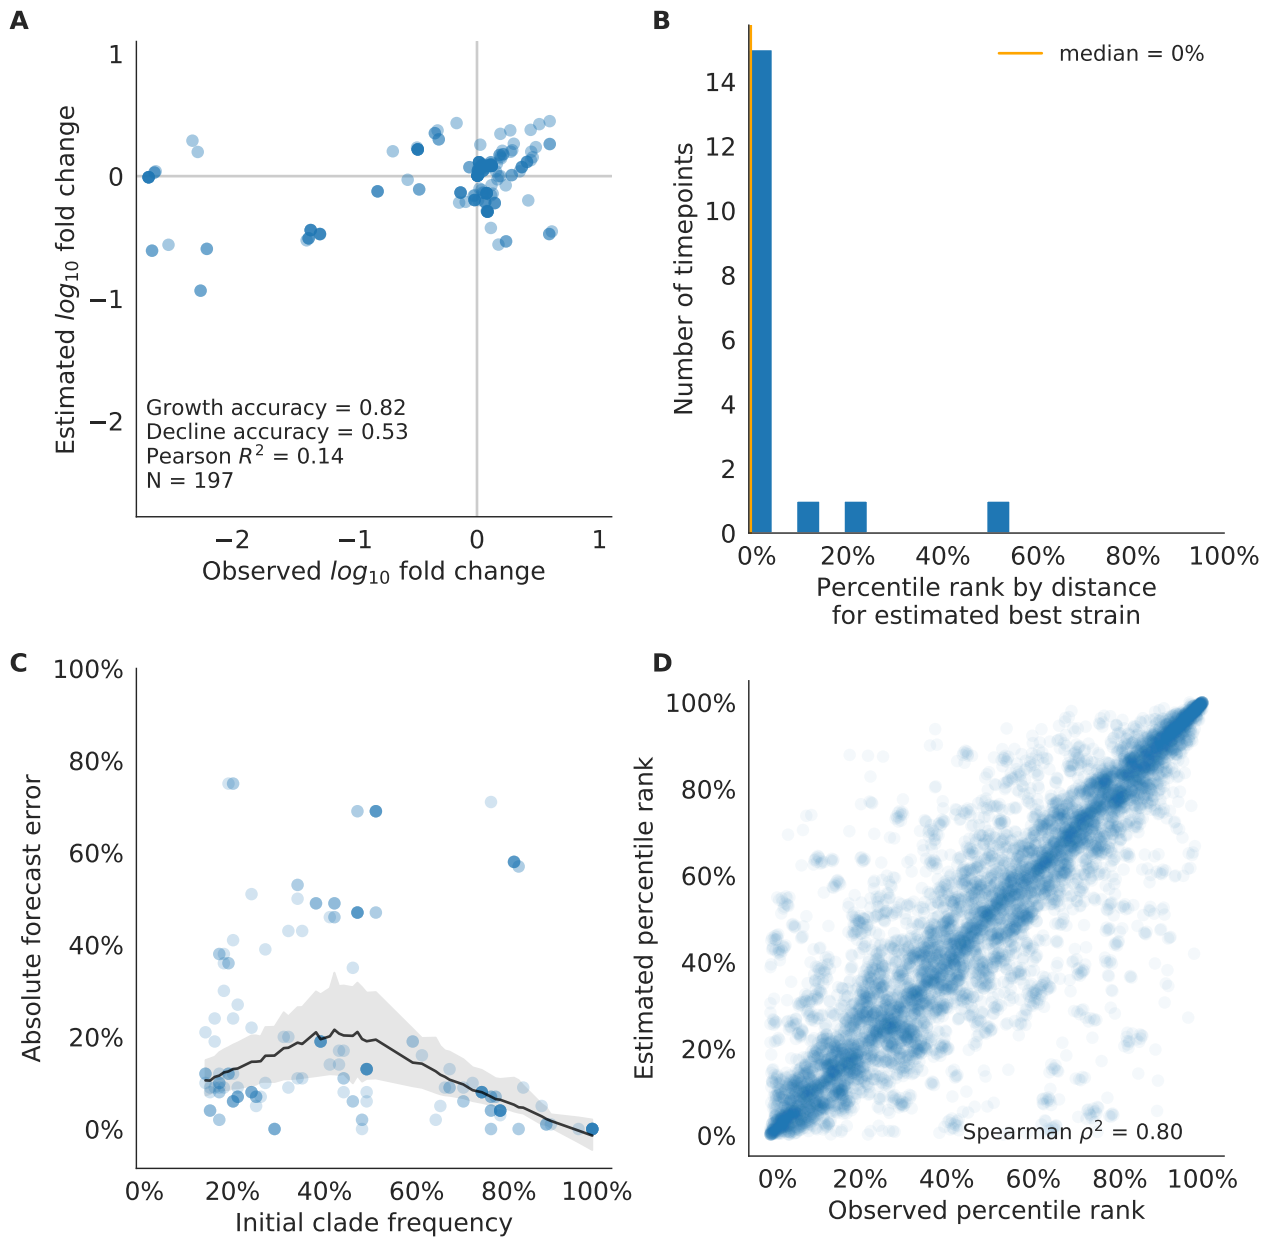 A
Estimated log10 fold change
1
0
−1
−2
Growth accuracy = 0.82
Decline accuracy = 0.53
Pearson R² = 0.14
N = 197
−2 −1 0 1
Observed log10 fold change
B
Number of timepoints
14
12
10
8
6
4
2
0
median = 0%
0% 20% 40% 60% 80% 100%
Percentile rank by distance
for estimated best strain
C
Absolute forecast error
100%
80%
60%
40%
20%
0%
0% 20% 40% 60% 80% 100%
Initial clade frequency
D
Estimated percentile rank
100%
80%
60%
40%
20%
0%
Spearman ρ² = 0.80
0% 20% 40% 60% 80% 100%
Observed percentile rank